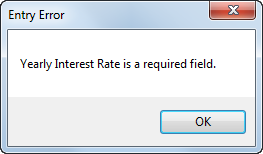 Entry Error
Yearly Interest Rate is a required field.
OK